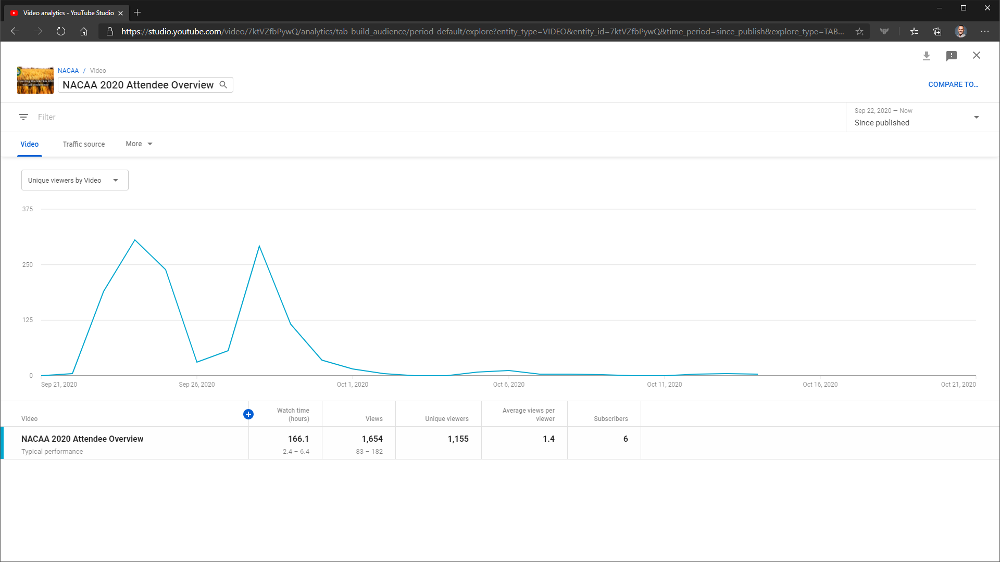 Video analytics - YouTube Studio
https://studio.youtube.com/video/7ktVZfbPywQ/analytics/tab-build_audience/period-default/explore?entity_type=VIDEO&entity_id=7ktVZfbPywQ&time_period=since_publish&explore_type=TAB...
NACAA / Video
NACAA 2020 Attendee Overview
COMPARE TO...
Filter
Sep 22, 2020 – Now
Since published
Video
Traffic source
More
Unique viewers by Video
375
250
125
0
Sep 21, 2020
Sep 26, 2020
Oct 1, 2020
Oct 6, 2020
Oct 11, 2020
Oct 16, 2020
Oct 21, 2020
Video
Watch time
(hours)
Views
Unique viewers
Average views per
viewer
Subscribers
NACAA 2020 Attendee Overview
166.1
1,654
1,155
1.4
6
Typical performance
2.4 – 6.4
83 – 182